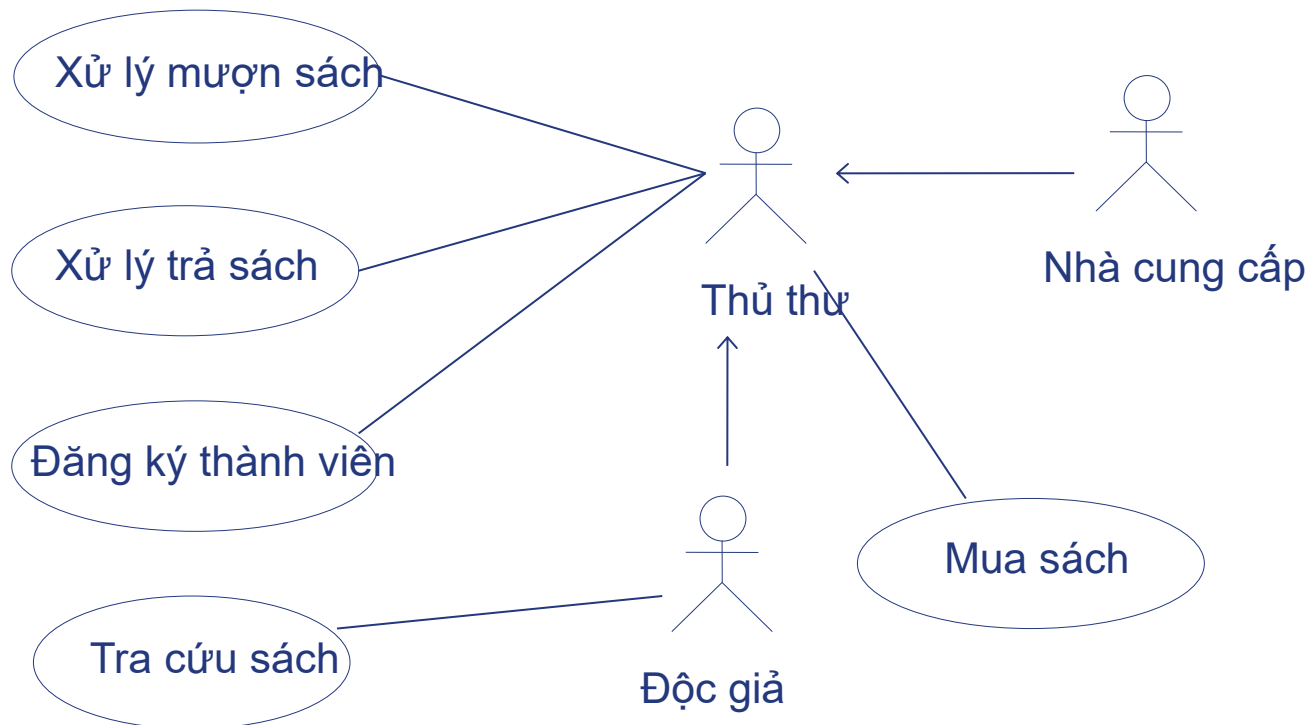 Xử lý mượn sách
Xử lý trả sách
Nhà cung cấp
Thủ thư
Đăng ký thành viên
Mua sách
Tra cứu sách
Độc giả